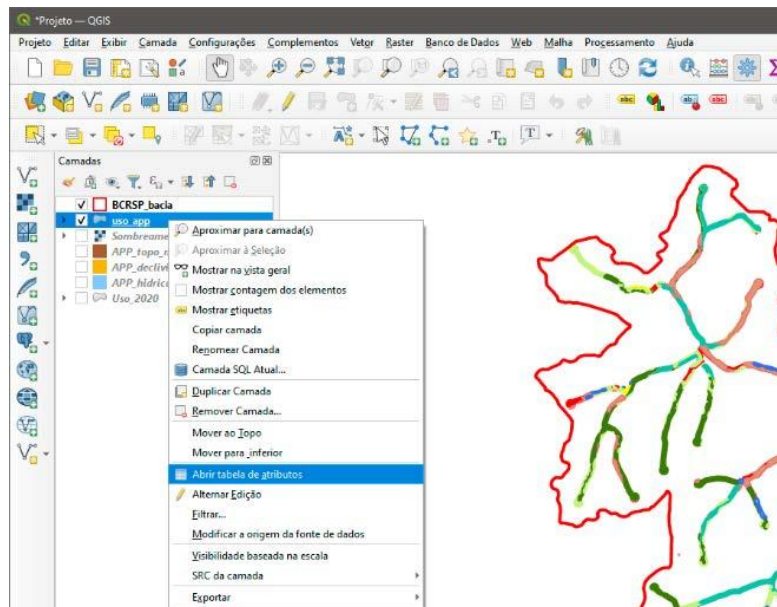 *Projeto — QGIS
Projeto Editar Exibir Camada Configurações Complementos Vetor Raster Banco de Dados Web Malha Processamento Ajuda
Camadas
BCRSP_bacia
uso_app
Sombreame
APP_topo_n
APP_decliv
APP_hidric
Uso_2020
Aproximar para camada(s)
Aproximar à Seleção
Mostrar na vista geral
Mostrar contagem dos elementos
Mostrar etiquetas
Copiar camada
Renomear Camada
Camada SQL Atual...
Duplicar Camada
Remover Camada...
Mover ao Topo
Mover para _inferior
Abrir tabela de atributos
Alternar Edição
Filtrar...
Modificar a origem da fonte de dados
Visibilidade baseada na escala
SRC da camada
Exportar